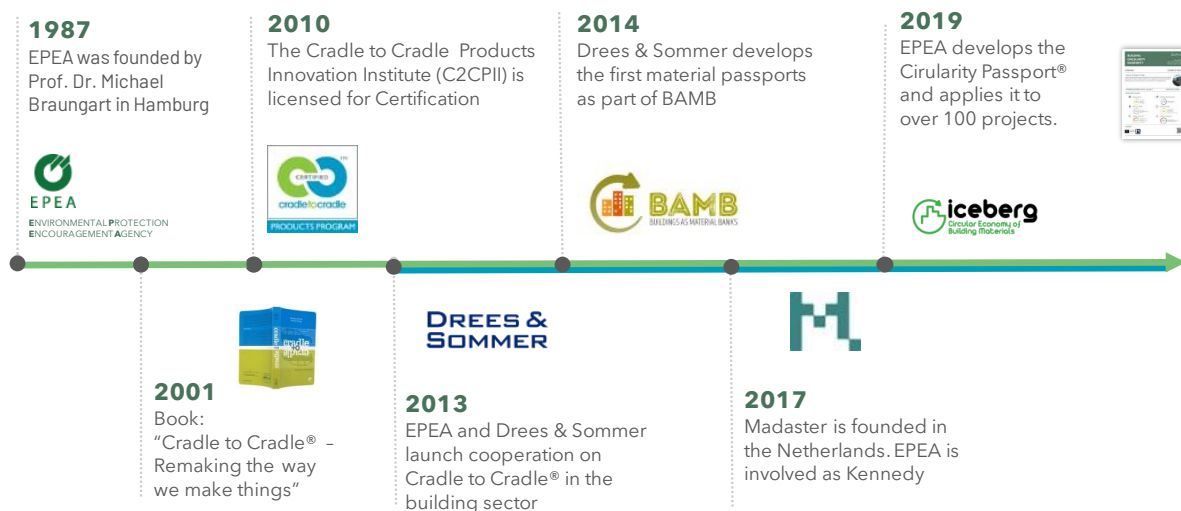 1987
EPEA was founded by
Prof. Dr. Michael
Braungart in Hamburg
EPEA
ENVIRONMENTAL PROTECTION
ENCOURAGEMENT AGENCY
2010
The Cradle to Cradle Products
Innovation Institute (C2CPII) is
licensed for Certification
TM
CERTIFIED
cradletocradle
PRODUCTS PROGRAM
2014
Drees & Sommer develops
the first material passports
as part of BAMB
BAMB
BUILDINGS AS MATERIAL BANKS
2019
EPEA develops the
Cirularity Passport®
and applies it to
over 100 projects.
iceberg
Circular Economy of
Building Materials
cradle
2001
Book:
“Cradle to Cradle® –
Remaking the way
we make things”
DREES &
SOMMER
2013
EPEA and Drees & Sommer
launch cooperation on
Cradle to Cradle® in the
building sector
2017
Madaster is founded in
the Netherlands. EPEA is
involved as Kennedy